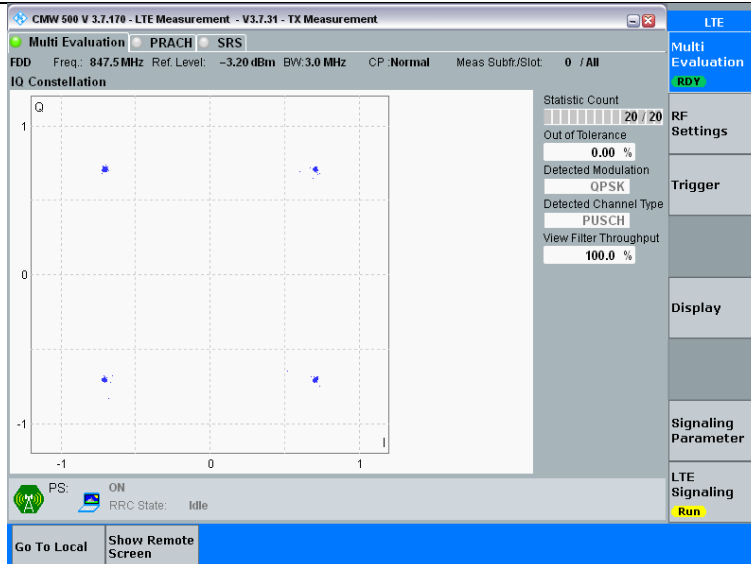 CMW 500 V 3.7.170 - LTE Measurement - V3.7.31 - TX Measurement
LTE
Multi Evaluation PRACH SRS
FDD Freq.: 847.5 MHz Ref. Level: -3.20 dBm BW: 3.0 MHz CP : Normal Meas Subfr./Slot: 0 / All
IQ Constellation
Q
1
0
-1
-1 0 1
I
Statistic Count
20 / 20
Out of Tolerance
0.00 %
Detected Modulation
QPSK
Detected Channel Type
PUSCH
View Filter Throughput
100.0 %
Multi
Evaluation
RDY
RF
Settings
Trigger
Display
Signaling
Parameter
LTE
Signaling
Run
PS: ON
RRC State: Idle
Go To Local
Show Remote
Screen